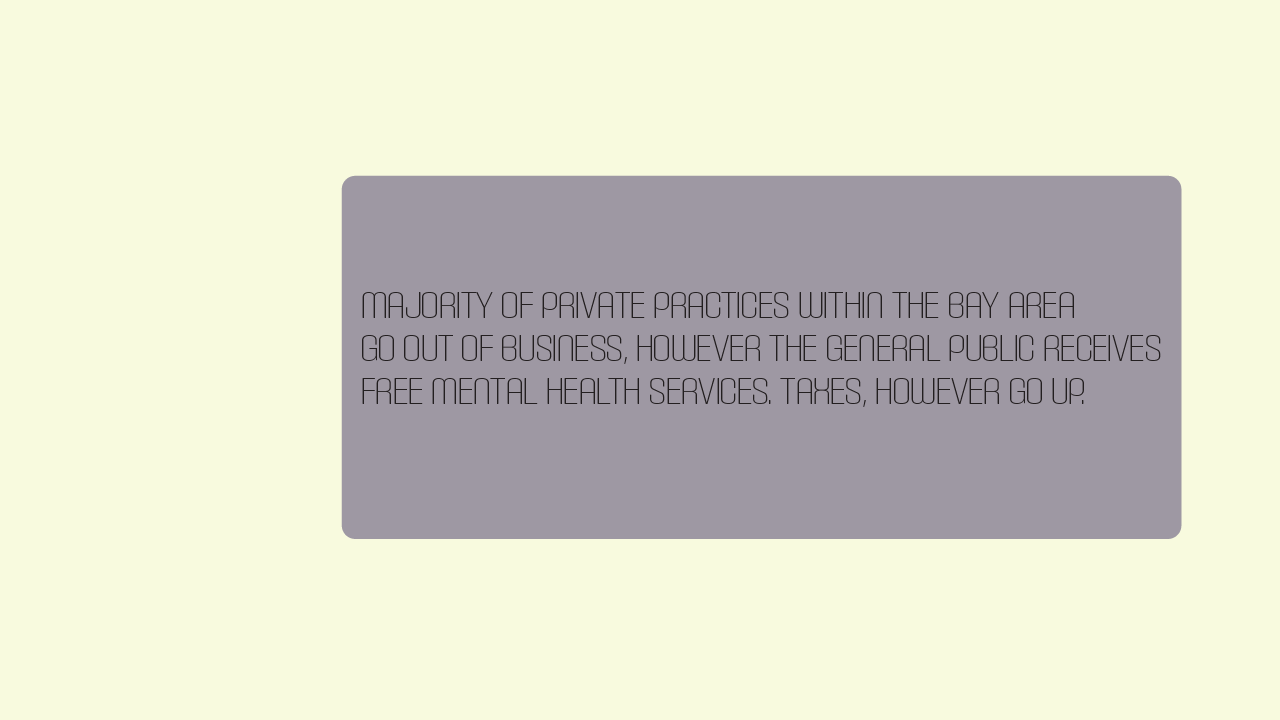 MAJORITY OF PRIVATE PRACTICES WITHIN THE BAY AREA
GO OUT OF BUSINESS, HOWEVER THE GENERAL PUBLIC RECEIVES
FREE MENTAL HEALTH SERVICES. TAXES, HOWEVER GO UP.